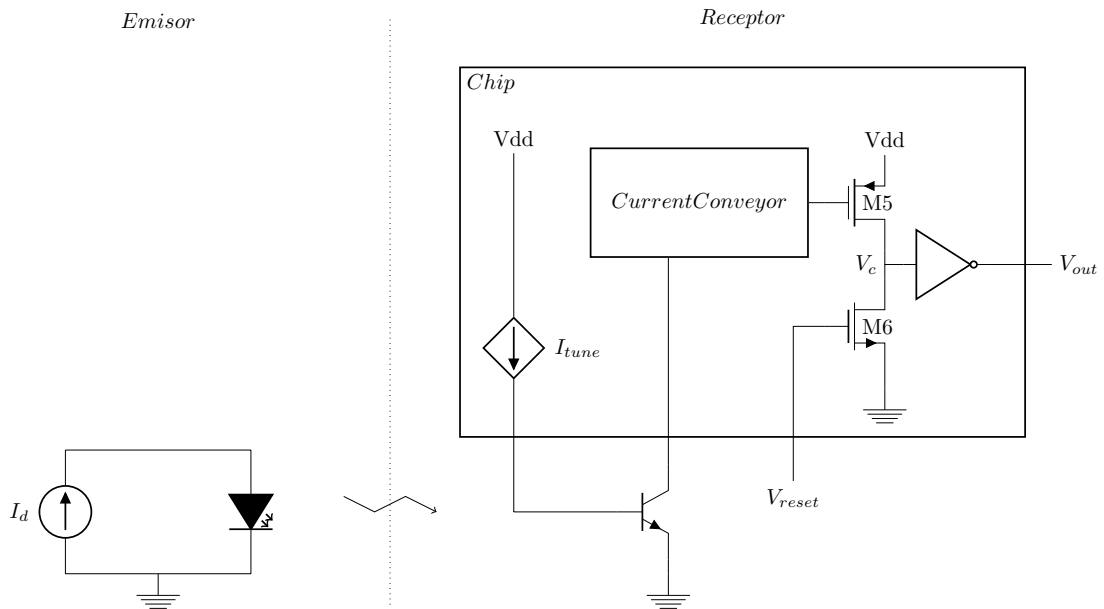 Emisor
Receptor
Chip
Vdd
Vdd
CurrentConveyor
M5
V_c
V_out
M6
I_tune
V_reset
I_d